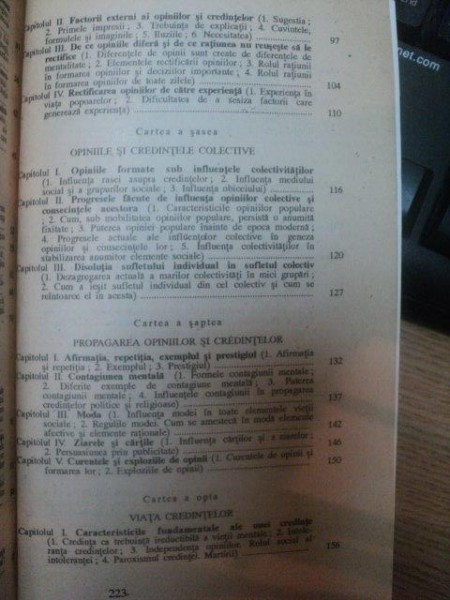 Capitolul II. Factorii externi ai opiniilor și credințelor (1. Sugestia ;
2. Primele impresii ; 3. Trebuința de explicații ; 4. Cuvintele,
formulele și imaginile ; 5. Iluziile ; 6. Necesitatea) 97
Capitolul III. De ce opiniile diferă și de ce rațiunea nu reușește să le
rectifice (1. Diferențele de opinii sunt create de diferențele de
mentalitate ; 2. Elementele rectificării opiniilor ; 3. Rolul rațiunii
în formarea opiniilor și deciziilor importante ; 4. Rolul rațiunii
în formarea opiniilor de toate zilele) 104
Capitolul IV. Rectificarea opiniilor de către experiență (1. Experiența în
viața popoarelor ; 2. Dificultatea de a sesiza factorii care
generează experiența) 110
Cartea a șasea
OPINIILE ȘI CREDINȚELE COLECTIVE
Capitolul I. Opiniile formate sub influențele colectivităților
(1. Influența rasei asupra credințelor ; 2. Influența mediului
social și a grupurilor sociale ; 3. Influența obiceiului) 116
Capitolul II. Progresele făcute de influența opiniilor colective și
consecințele acestora (1. Caracteristicile opiniilor populare
; 2. Cum, sub mobilitatea opiniilor populare, persistă o anumită
fixitate ; 3. Puterea opiniei populare înainte de epoca modernă ;
4. Progresele actuale ale influențelor colective în geneza
opiniilor și consecințele lor ; 5. Influența colectivităților în
stabilizarea anumitor elemente sociale) 120
Capitolul III. Disoluția sufletului individual în sufletul colectiv
(1. Dezagregarea actuală a marilor colectivități în mici grupări ;
2. Cum a ieșit sufletul individual din cel colectiv și cum se
reîntoarce el în acesta) 127
Cartea a șaptea
PROPAGAREA OPINIILOR ȘI CREDINȚELOR
Capitolul I. Afirmația, repetiția, exemplul și prestigiul (1. Afirmația
și repetiția ; 2. Exemplul ; 3. Prestigiul) 132
Capitolul II. Contagiunea mentală (1. Formele contagiunii mentale ;
2. Diferite exemple de contagiune mentală ; 3. Puterea
contagiunii mentale ; 4. Influențele contagiunii în propagarea
credințelor politice și religioase) 137
Capitolul III. Moda (1. Influența modei în toate elementele vieții
sociale ; 2. Regulile modei. Cum se amestecă în modă elemente
afective și elemente raționale) 142
Capitolul IV. Ziarele și cărțile (1. Influența cărților și a ziarelor ;
2. Persuasiunea prin publicitate) 146
Capitolul V. Curentele și exploziile de opinii (1. Curentele de opinii și
formarea lor ; 2. Exploziile de opinii) 150
Cartea a opta
VIAȚA CREDINȚELOR
Capitolul I. Caracteristicile fundamentale ale unei credințe
(1. Credința ca trebuință ireductibilă a vieții mentale ; 2. Intole-
ranța credințelor ; 3. Independența opiniilor. Rolul social al
intoleranței ; 4. Paroxismul credinței. Martirii) 156
223
net.com